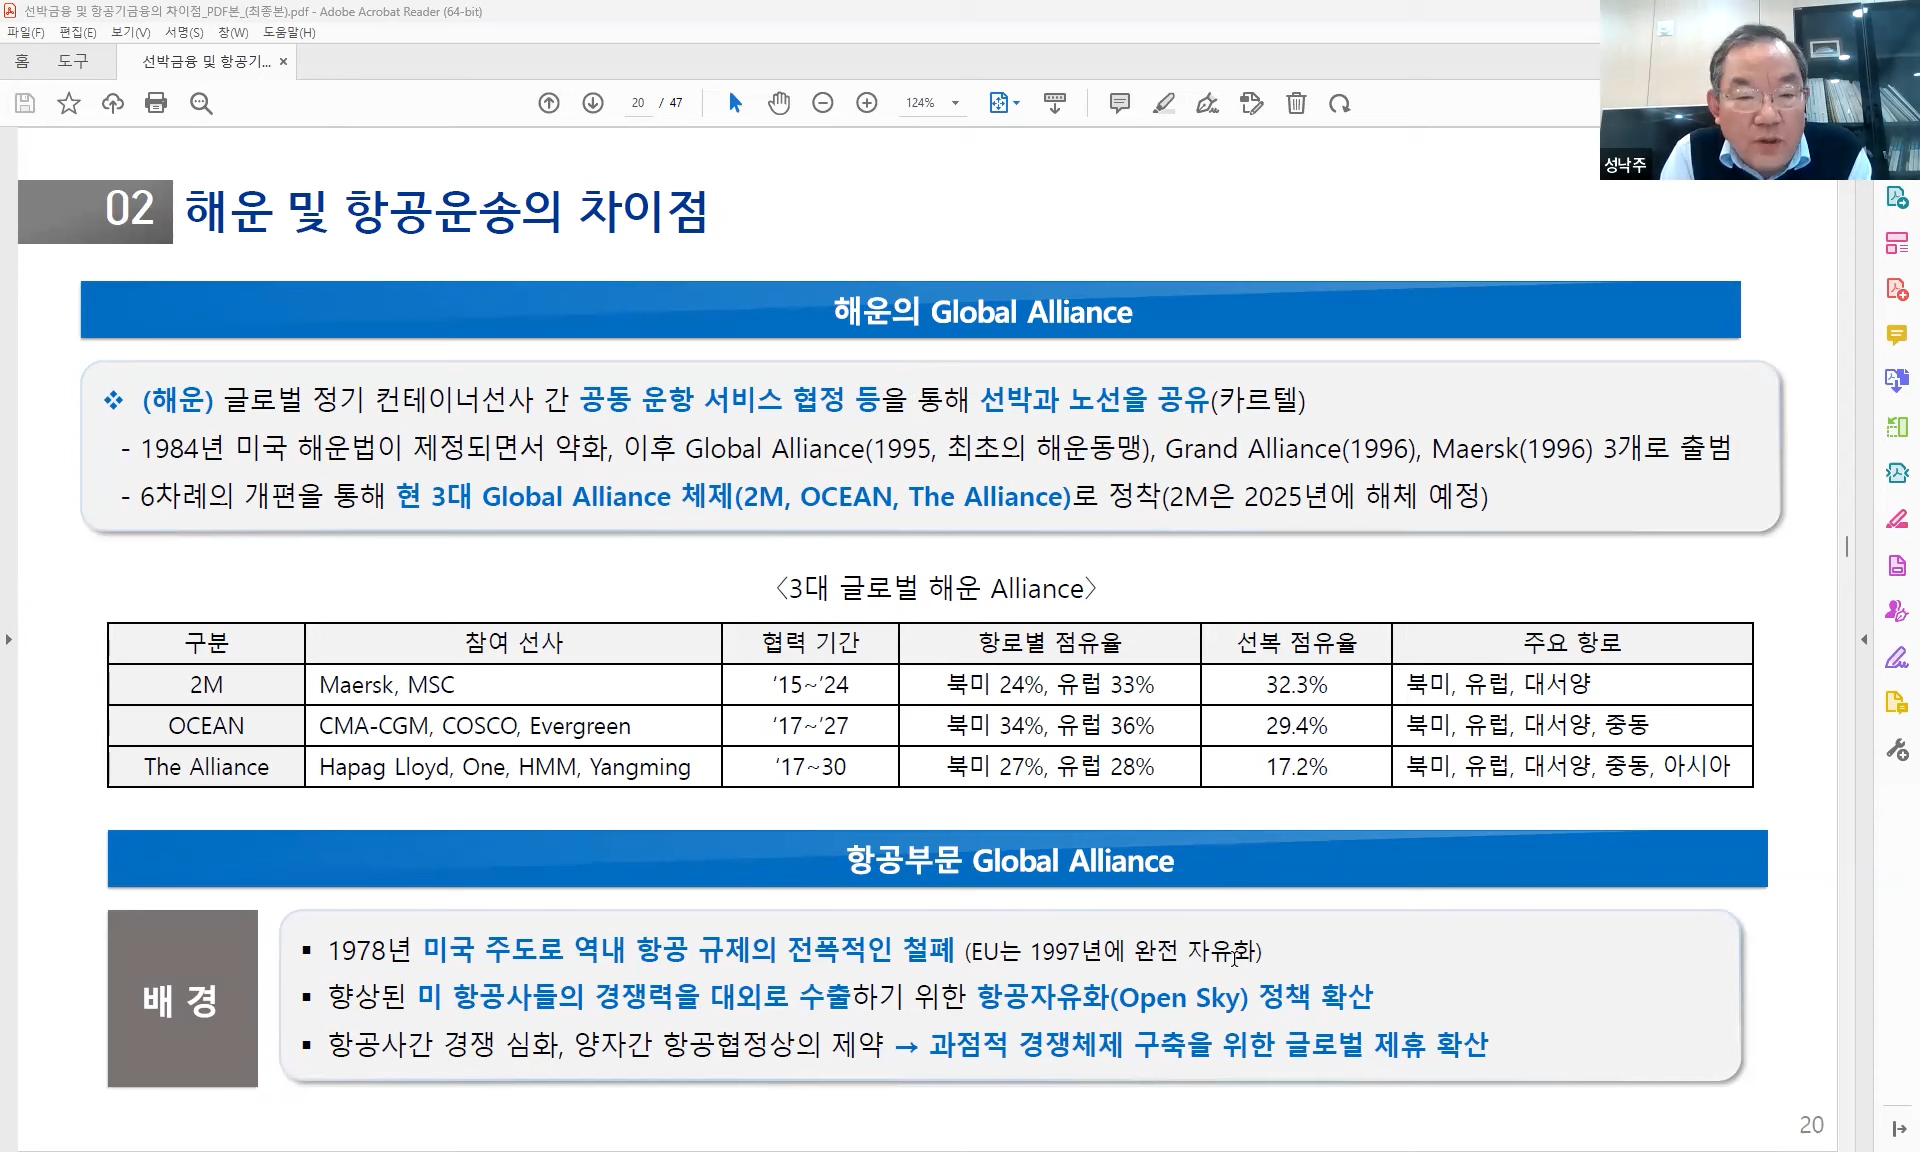 선박금융 및 항공기금융의 차이점_PDF본_(최종본).pdf - Adobe Acrobat Reader (64-bit)
파일(F) 편집(E) 보기(V) 서명(S) 창(W) 도움말(H)
홈 도구 선박금융 및 항공기... ×
20 / 47 124%
성낙주
02 해운 및 항공운송의 차이점
해운의 Global Alliance
❖ (해운) 글로벌 정기 컨테이너선사 간 공동 운항 서비스 협정 등을 통해 선박과 노선을 공유(카르텔)
- 1984년 미국 해운법이 제정되면서 약화, 이후 Global Alliance(1995, 최초의 해운동맹), Grand Alliance(1996), Maersk(1996) 3개로 출범
- 6차례의 개편을 통해 현 3대 Global Alliance 체제(2M, OCEAN, The Alliance)로 정착(2M은 2025년에 해체 예정)
〈3대 글로벌 해운 Alliance〉
구분 참여 선사 협력 기간 항로별 점유율 선복 점유율 주요 항로
2M Maersk, MSC ‘15~’24 북미 24%, 유럽 33% 32.3% 북미, 유럽, 대서양
OCEAN CMA-CGM, COSCO, Evergreen ‘17~’27 북미 34%, 유럽 36% 29.4% 북미, 유럽, 대서양, 중동
The Alliance Hapag Lloyd, One, HMM, Yangming ‘17~30 북미 27%, 유럽 28% 17.2% 북미, 유럽, 대서양, 중동, 아시아
항공부문 Global Alliance
배 경
▪ 1978년 미국 주도로 역내 항공 규제의 전폭적인 철폐 (EU는 1997년에 완전 자유화)
▪ 향상된 미 항공사들의 경쟁력을 대외로 수출하기 위한 항공자유화(Open Sky) 정책 확산
▪ 항공사간 경쟁 심화, 양자간 항공협정상의 제약 → 과점적 경쟁체제 구축을 위한 글로벌 제휴 확산
20